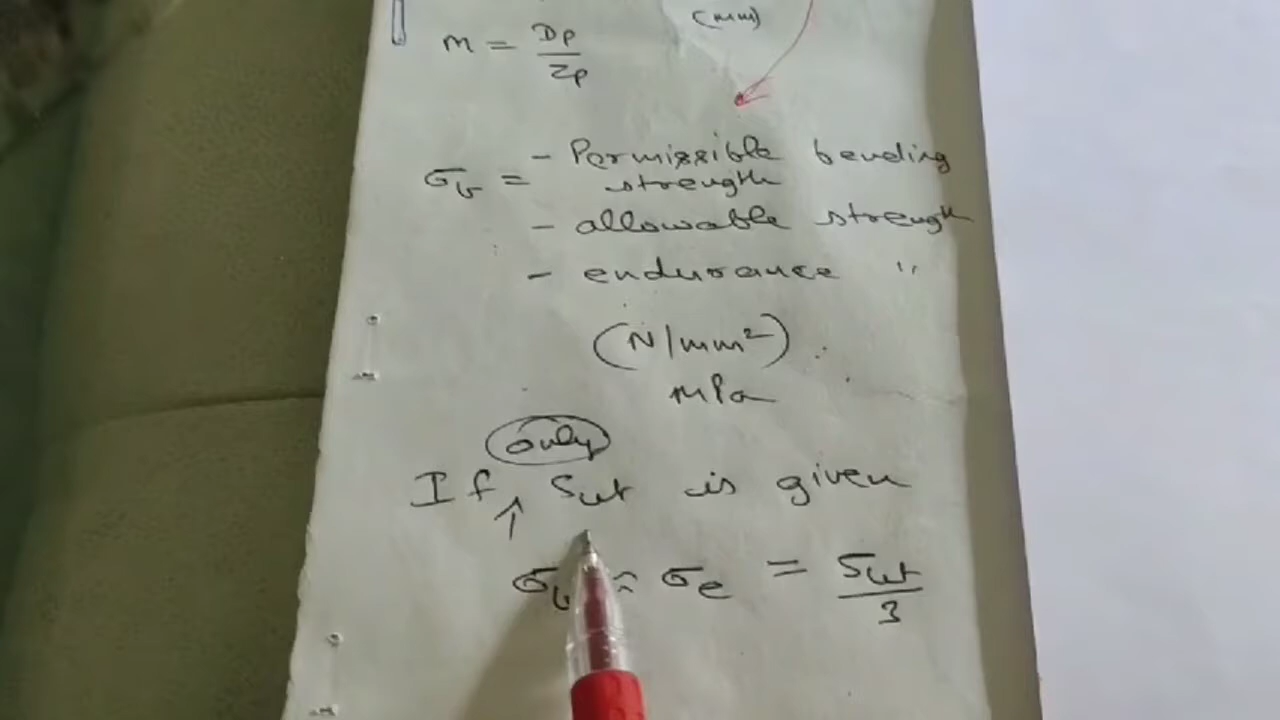 (mm)
m = Dp/Zp
σb = - Permissible bending
strength
- allowable strength
- endurance "
(N/mm²)
mPa
only
If ↑ Sut is given
σb ≈ σe = Sut/3